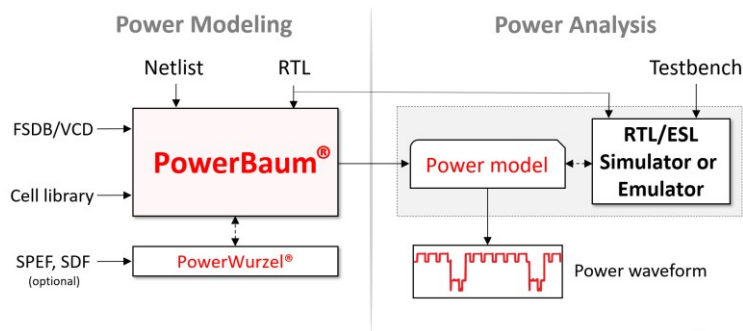 Power Modeling
Power Analysis
Netlist
RTL
Testbench
FSDB/VCD
PowerBaum®
Cell library
Power model
RTL/ESL
Simulator or
Emulator
SPEF, SDF
(optional)
PowerWurzel®
Power waveform